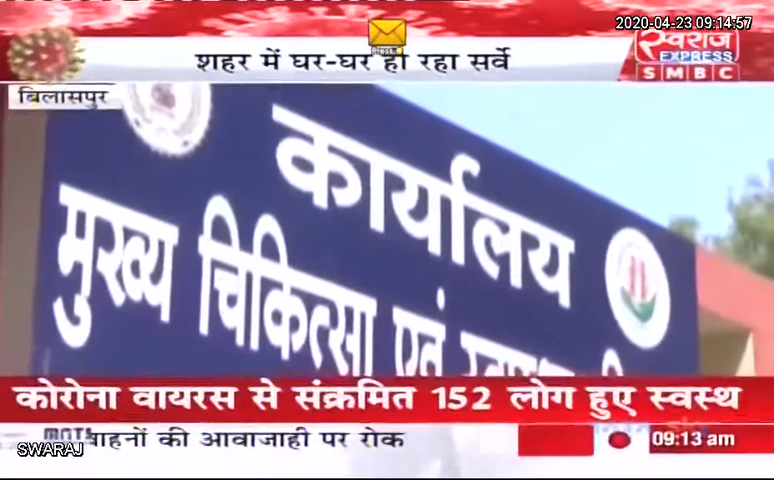 2020-04-23 09:14:57
शहर में घर-घर हो रहा सर्वे
स्वराज
EXPRESS
SMBC
बिलासपुर
कार्यालय
मुख्य चिकित्सा एवं
कोरोना वायरस से संक्रमित 152 लोग हुए स्वस्थ
वाहनों की आवाजाही पर रोक
09:13 am
SWARAJ